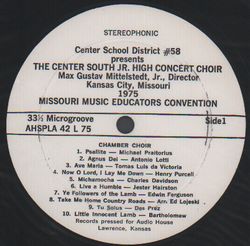 STEREOPHONIC
Center School District #58
presents
THE CENTER SOUTH JR. HIGH CONCERT CHOIR
Max Gustav Mittelstedt, Jr., Director
Kansas City, Missouri
1975
MISSOURI MUSIC EDUCATORS CONVENTION
33⅓ Microgroove
AHSPLA 42 L 75
Side1
CHAMBER CHOIR
1. Psallite — Michael Praitorius
2. Agnus Dei — Antonio Lotti
3. Ave Maria — Tomas Luis da Victoria
4. Now O Lord, I Lay Me Down — Henry Purcell
5. Michamocha — Charles Davidson
6. Live a Humble — Jester Hairston
7. Ye Followers of the Lamb — Edwin Ferguson
8. Take Me Home Country Roads — Arr. Ed Lojeski
9. Tu Solus — Des Prez
10. Little Innocent Lamb — Bartholomew
Records pressed for Audio House
Lawrence, Kansas